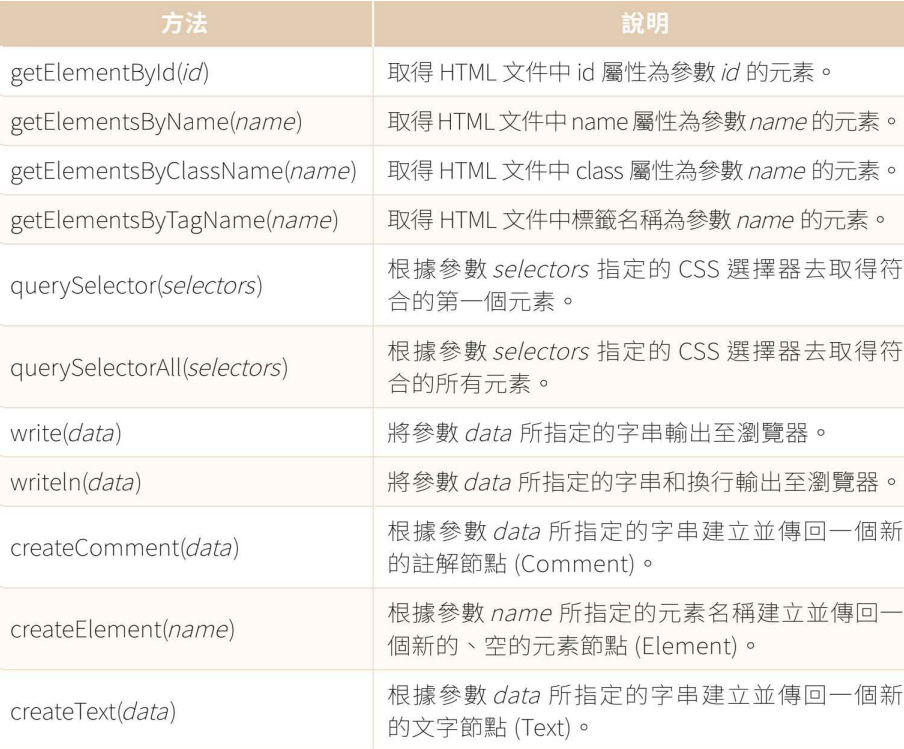 方法 說明
getElementById(id) 取得 HTML 文件中 id 屬性為參數 id 的元素。
getElementsByName(name) 取得 HTML 文件中 name 屬性為參數 name 的元素。
getElementsByClassName(name) 取得 HTML 文件中 class 屬性為參數 name 的元素。
getElementsByTagName(name) 取得 HTML 文件中標籤名稱為參數 name 的元素。
querySelector(selectors) 根據參數 selectors 指定的 CSS 選擇器去取得符
合的第一個元素。
querySelectorAll(selectors) 根據參數 selectors 指定的 CSS 選擇器去取得符
合的所有元素。
write(data) 將參數 data 所指定的字串輸出至瀏覽器。
writeln(data) 將參數 data 所指定的字串和換行輸出至瀏覽器。
createComment(data) 根據參數 data 所指定的字串建立並傳回一個新
的註解節點 (Comment)。
createElement(name) 根據參數 name 所指定的元素名稱建立並傳回一
個新的、空的元素節點 (Element)。
createText(data) 根據參數 data 所指定的字串建立並傳回一個新
的文字節點 (Text)。